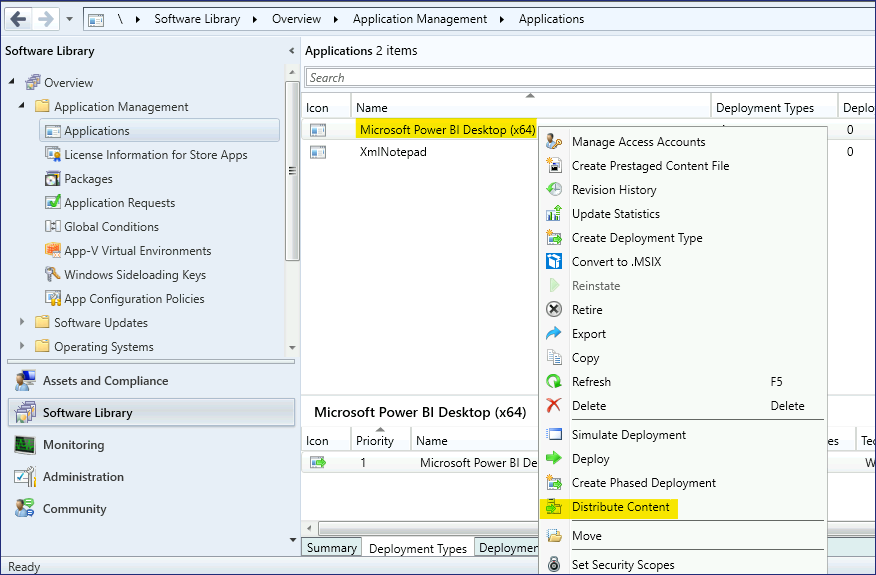 \ Software Library Overview Application Management Applications
Software Library
Overview
Application Management
Applications
License Information for Store Apps
Packages
Application Requests
Global Conditions
App-V Virtual Environments
Windows Sideloading Keys
App Configuration Policies
Software Updates
Operating Systems
Assets and Compliance
Software Library
Monitoring
Administration
Community
Applications 2 items
Search
Icon Name Deployment Types Deplo
Microsoft Power BI Desktop (x64) 0
XmlNotepad 0
Manage Access Accounts
Create Prestaged Content File
Revision History
Update Statistics
Create Deployment Type
Convert to .MSIX
Reinstate
Retire
Export
Copy
Refresh F5
Delete Delete
Simulate Deployment
Deploy
Create Phased Deployment
Distribute Content
Move
Set Security Scopes
Microsoft Power BI Desktop (x64)
Icon Priority Name es Tec
1 Microsoft Power BI De W
Summary Deployment Types Deploymen
Ready